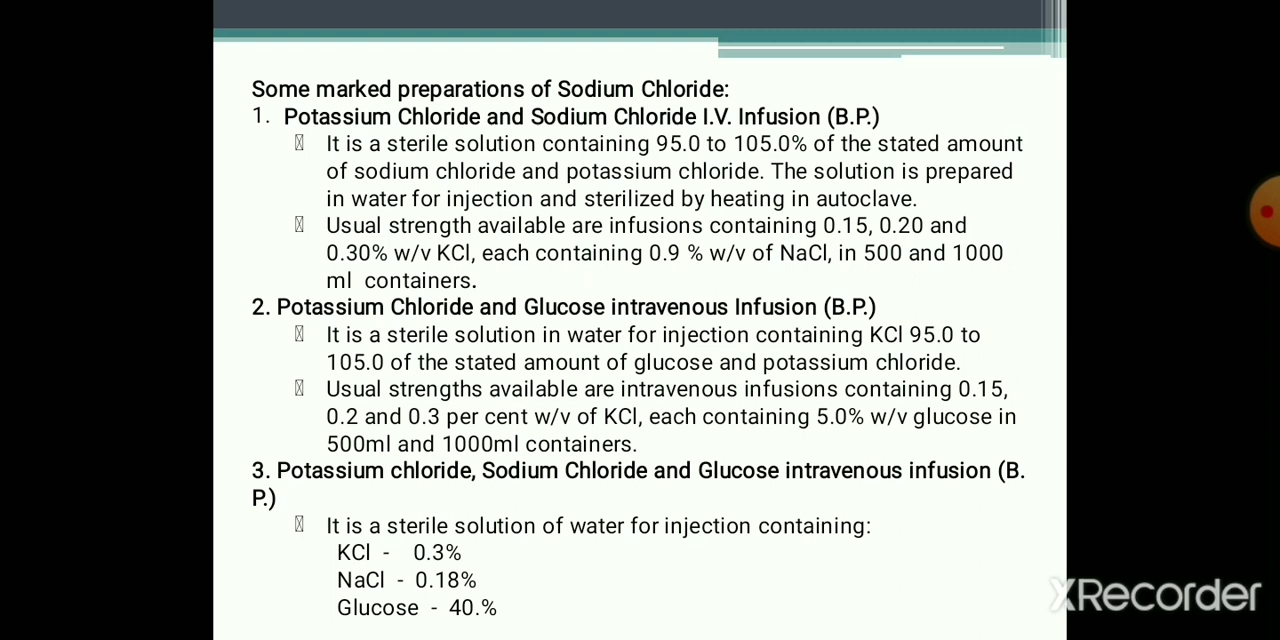 Some marked preparations of Sodium Chloride:
1. Potassium Chloride and Sodium Chloride I.V. Infusion (B.P.)
It is a sterile solution containing 95.0 to 105.0% of the stated amount
of sodium chloride and potassium chloride. The solution is prepared
in water for injection and sterilized by heating in autoclave.
Usual strength available are infusions containing 0.15, 0.20 and
0.30% w/v KCl, each containing 0.9 % w/v of NaCl, in 500 and 1000
ml containers.
2. Potassium Chloride and Glucose intravenous Infusion (B.P.)
It is a sterile solution in water for injection containing KCl 95.0 to
105.0 of the stated amount of glucose and potassium chloride.
Usual strengths available are intravenous infusions containing 0.15,
0.2 and 0.3 per cent w/v of KCl, each containing 5.0% w/v glucose in
500ml and 1000ml containers.
3. Potassium chloride, Sodium Chloride and Glucose intravenous infusion (B.
P.)
It is a sterile solution of water for injection containing:
KCl - 0.3%
NaCl - 0.18%
Glucose - 40.%
XRecorder